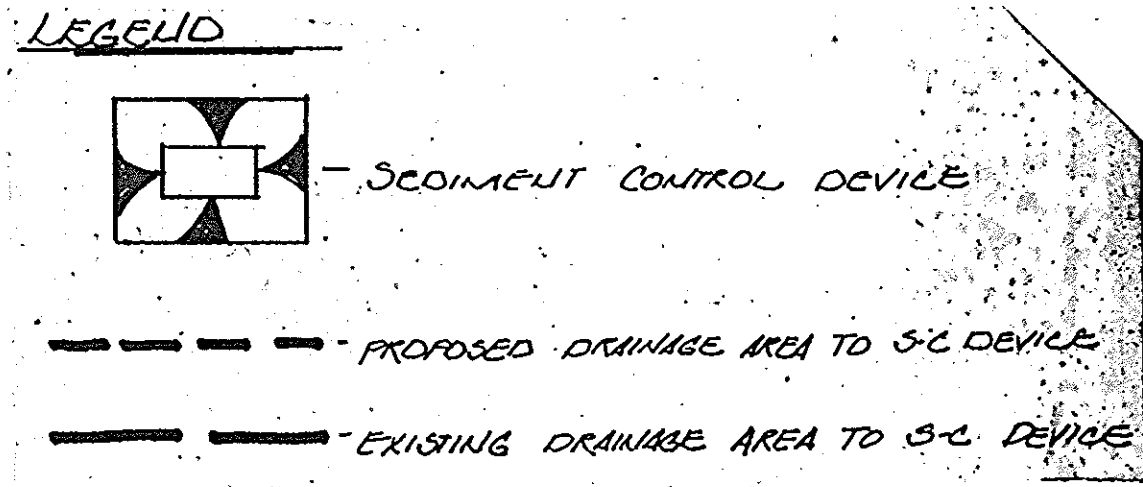 LEGEND
- SEDIMENT CONTROL DEVICE
- PROPOSED DRAINAGE AREA TO S-C DEVICE
- EXISTING DRAINAGE AREA TO S-C DEVICE